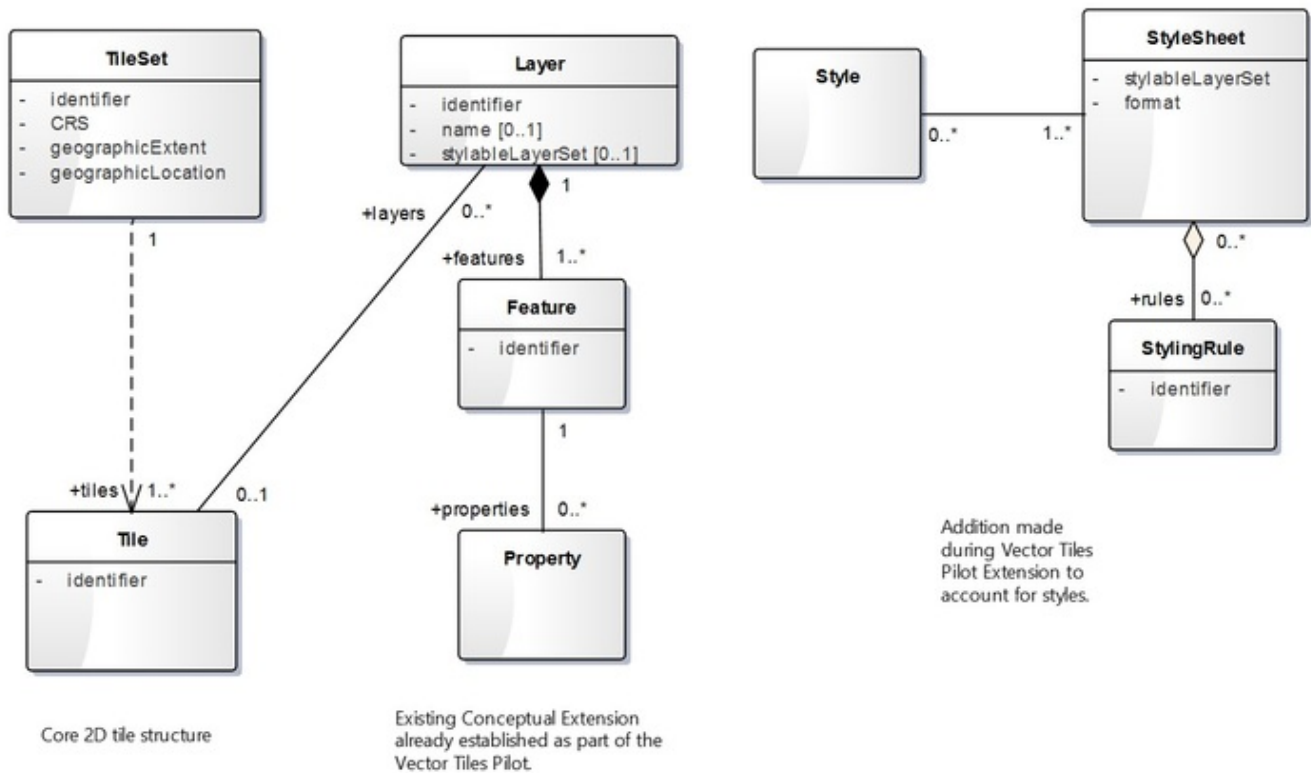 TileSet
- identifier
- CRS
- geographicExtent
- geographicLocation
1
+tiles
1..*
Tile
- identifier
Core 2D tile structure
Layer
- identifier
- name [0..1]
- stylableLayerSet [0..1]
+layers
0..*
0..1
1
+features
1..*
Feature
- identifier
1
+properties
0..*
Property
Existing Conceptual Extension
already established as part of the
Vector Tiles Pilot.
Style
0..*
1..*
StyleSheet
- stylableLayerSet
- format
0..*
+rules
0..*
StylingRule
- identifier
Addition made
during Vector Tiles
Pilot Extension to
account for styles.